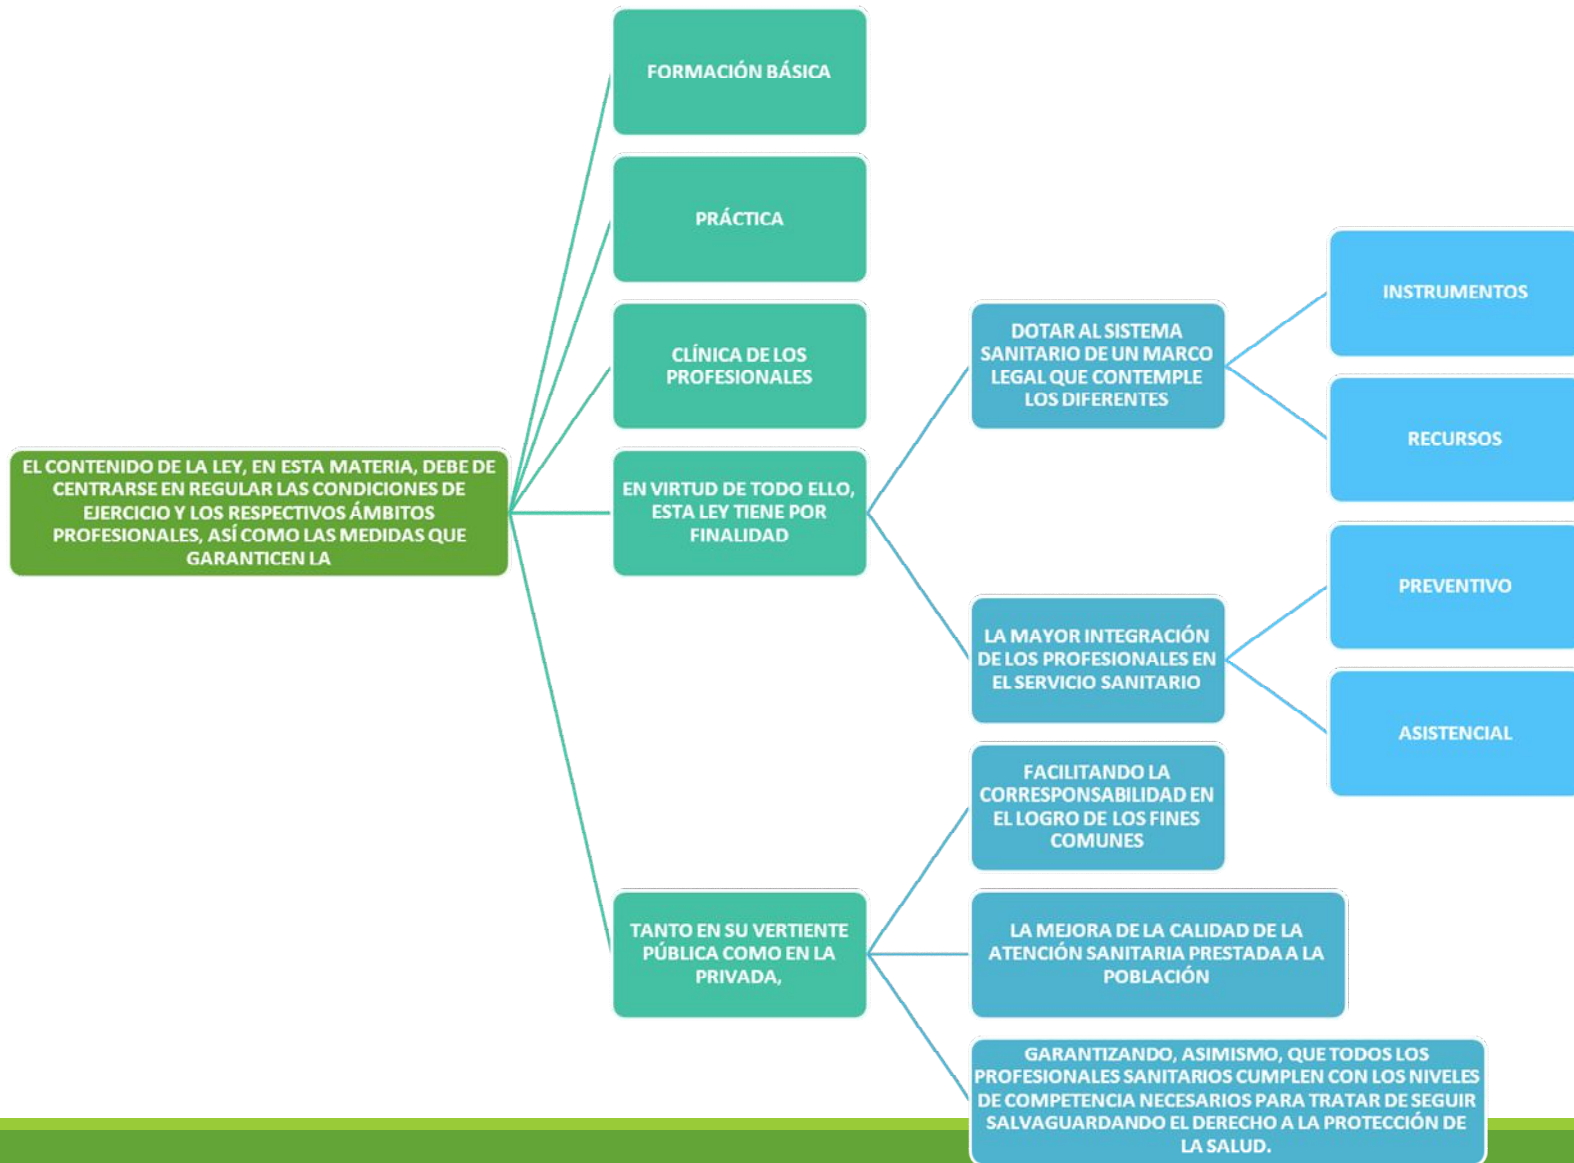 FORMACIÓN BÁSICA
PRÁCTICA
CLÍNICA DE LOS
PROFESIONALES
EL CONTENIDO DE LA LEY, EN ESTA MATERIA, DEBE DE
CENTRARSE EN REGULAR LAS CONDICIONES DE
EJERCICIO Y LOS RESPECTIVOS ÁMBITOS
PROFESIONALES, ASÍ COMO LAS MEDIDAS QUE
GARANTICEN LA
EN VIRTUD DE TODO ELLO,
ESTA LEY TIENE POR
FINALIDAD
DOTAR AL SISTEMA
SANITARIO DE UN MARCO
LEGAL QUE CONTEMPLE
LOS DIFERENTES
INSTRUMENTOS
RECURSOS
LA MAYOR INTEGRACIÓN
DE LOS PROFESIONALES EN
EL SERVICIO SANITARIO
PREVENTIVO
ASISTENCIAL
TANTO EN SU VERTIENTE
PÚBLICA COMO EN LA
PRIVADA,
FACILITANDO LA
CORRESPONSABILIDAD EN
EL LOGRO DE LOS FINES
COMUNES
LA MEJORA DE LA CALIDAD DE LA
ATENCIÓN SANITARIA PRESTADA A LA
POBLACIÓN
GARANTIZANDO, ASIMISMO, QUE TODOS LOS
PROFESIONALES SANITARIOS CUMPLEN CON LOS NIVELES
DE COMPETENCIA NECESARIOS PARA TRATAR DE SEGUIR
SALVAGUARDANDO EL DERECHO A LA PROTECCIÓN DE
LA SALUD.